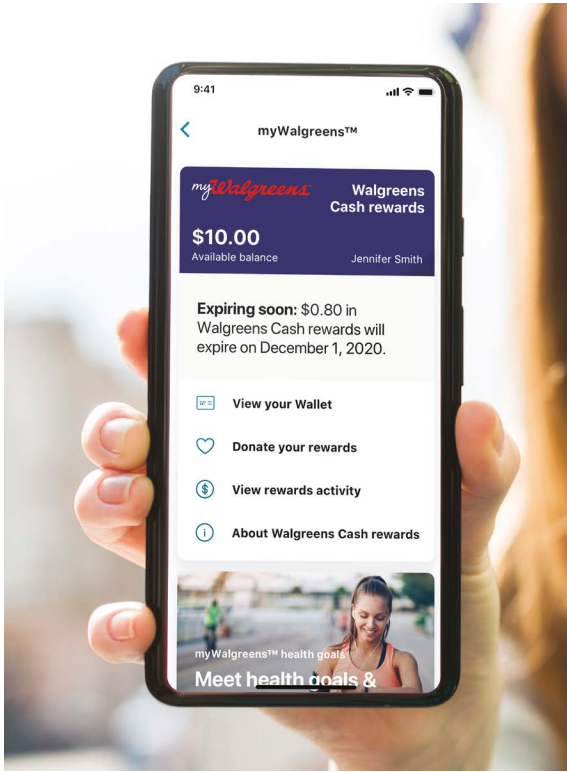 9:41
myWalgreens™
myWalgreens
Walgreens
Cash rewards
$10.00
Available balance
Jennifer Smith
Expiring soon: $0.80 in
Walgreens Cash rewards will
expire on December 1, 2020.
View your Wallet
Donate your rewards
$
View rewards activity
i
About Walgreens Cash rewards
myWalgreens™ health goals
Meet health goals &